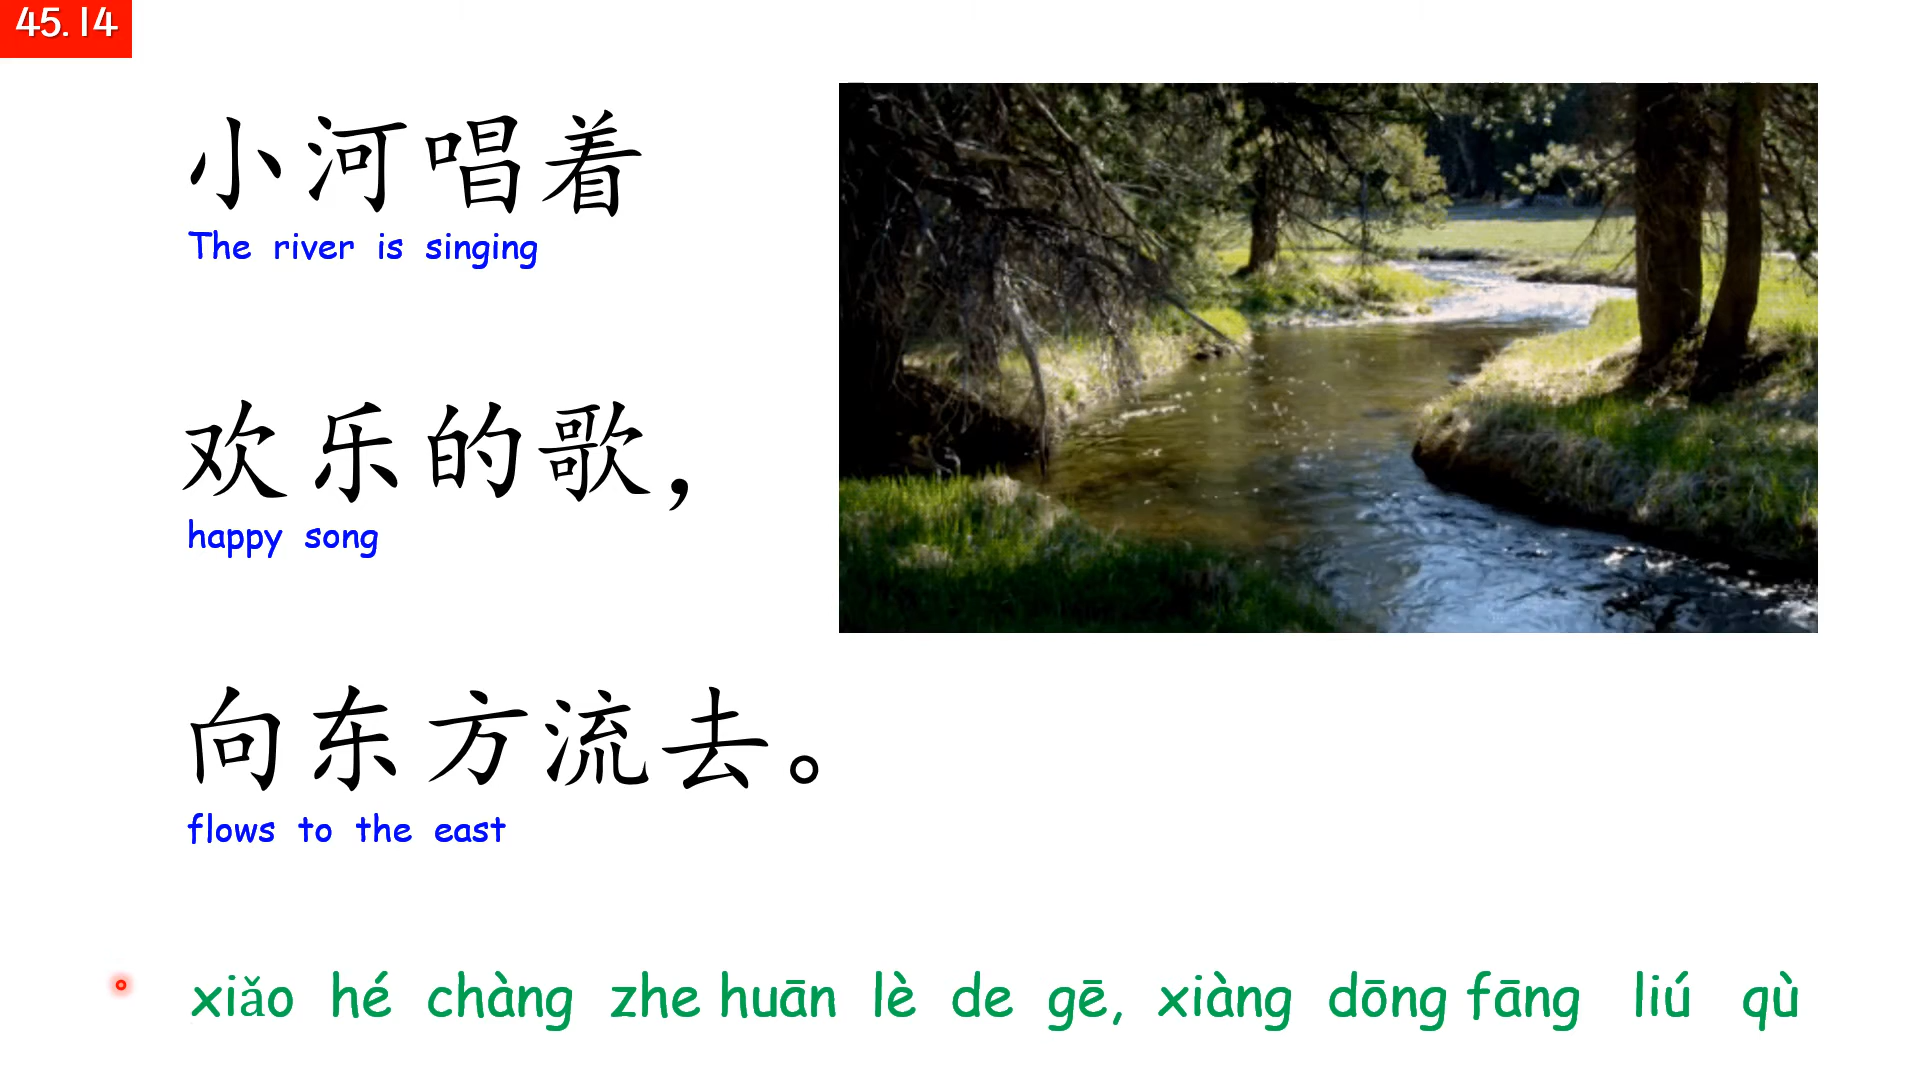 45.14
小河唱着
The river is singing
欢乐的歌，
happy song
向东方流去。
flows to the east
xiǎo hé chàng zhe huān lè de gē, xiàng dōng fāng liú qù